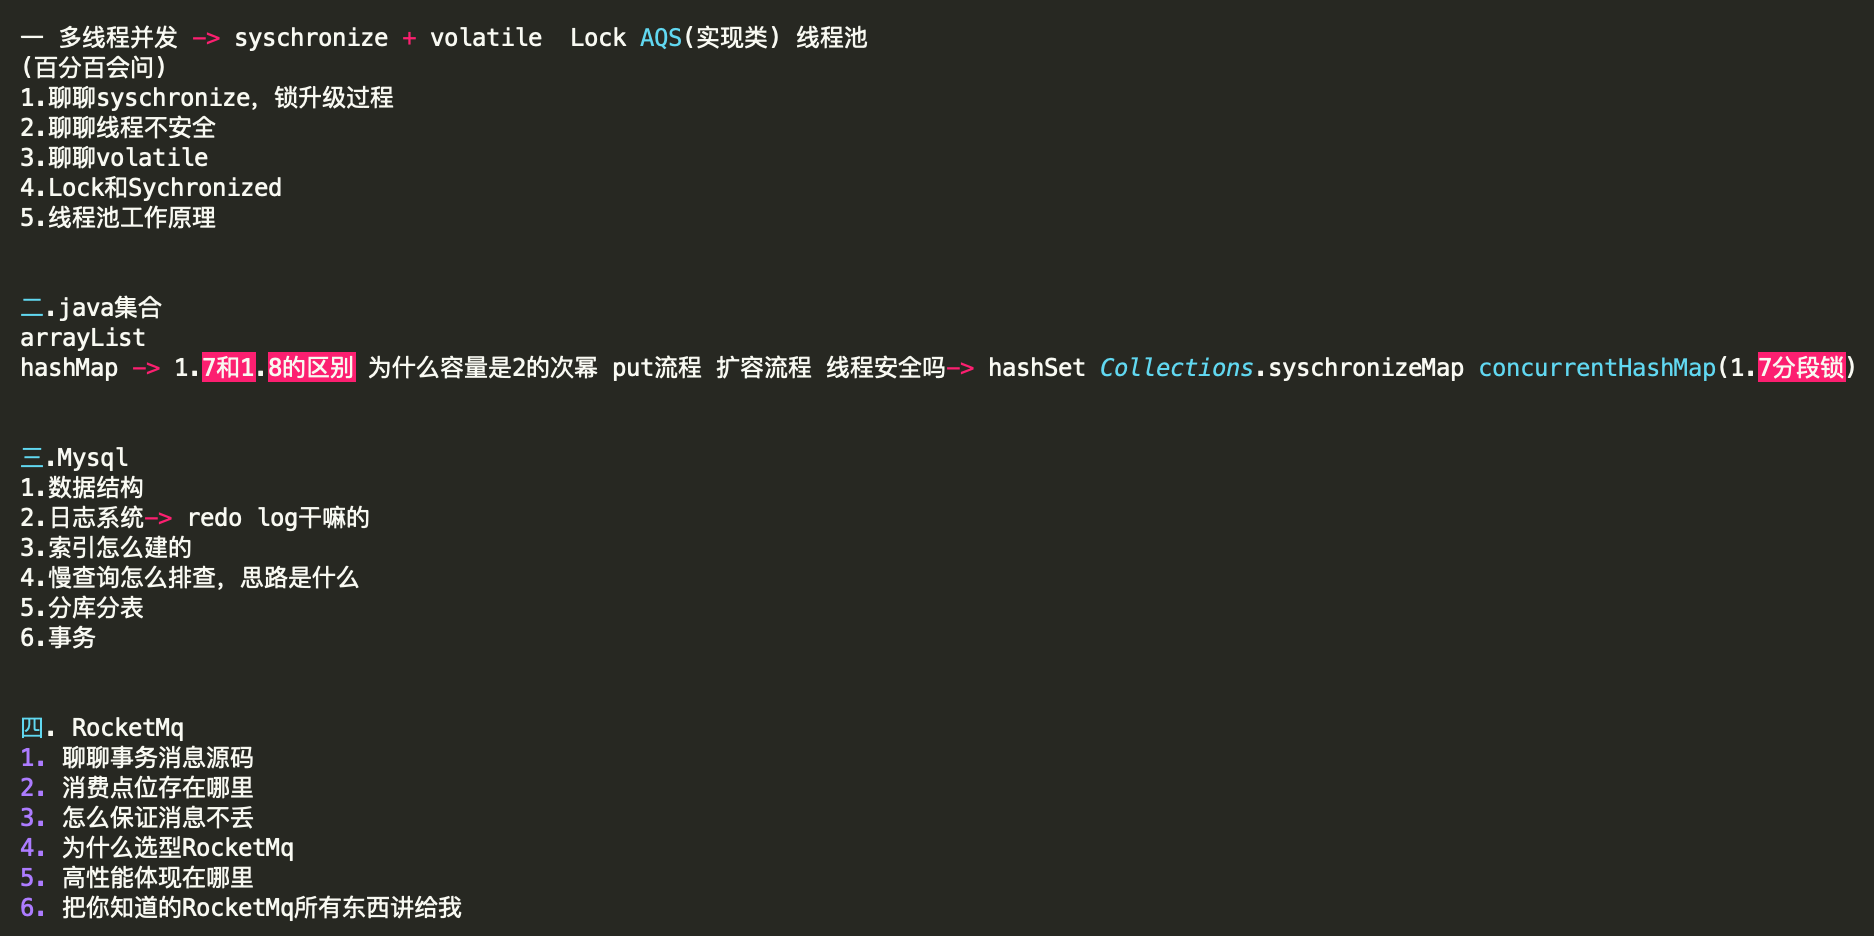 一 多线程并发 -> syschronize + volatile  Lock AQS(实现类) 线程池
(百分百会问)
1.聊聊syschronize，锁升级过程
2.聊聊线程不安全
3.聊聊volatile
4.Lock和Sychronized
5.线程池工作原理
二.java集合
arrayList
hashMap -> 1.7和1.8的区别 为什么容量是2的次幂 put流程 扩容流程 线程安全吗-> hashSet Collections.syschronizeMap concurrentHashMap(1.7分段锁)
三.Mysql
1.数据结构
2.日志系统-> redo log干嘛的
3.索引怎么建的
4.慢查询怎么排查，思路是什么
5.分库分表
6.事务
四. RocketMq
1. 聊聊事务消息源码
2. 消费点位存在哪里
3. 怎么保证消息不丢
4. 为什么选型RocketMq
5. 高性能体现在哪里
6. 把你知道的RocketMq所有东西讲给我